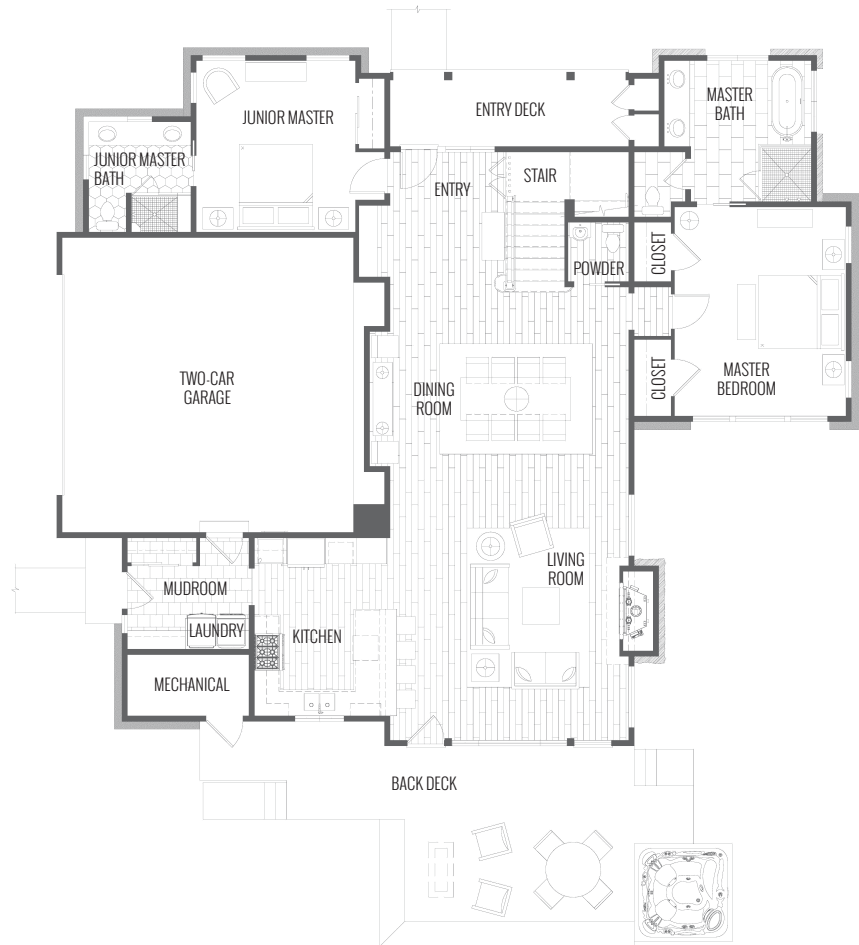 JUNIOR MASTER
ENTRY DECK
MASTER
BATH
JUNIOR MASTER
BATH
ENTRY
STAIR
POWDER
CLOSET
TWO-CAR
GARAGE
DINING
ROOM
CLOSET
MASTER
BEDROOM
MUDROOM
LAUNDRY
KITCHEN
LIVING
ROOM
MECHANICAL
BACK DECK